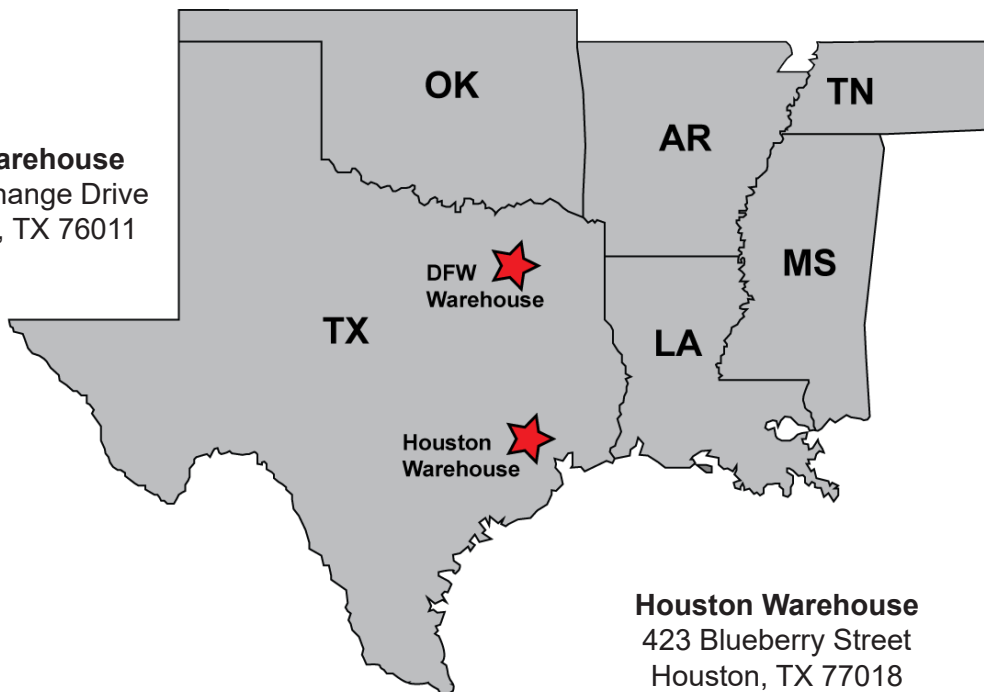 OK
TN
AR
arehouse
hange Drive
, TX 76011
MS
DFW
Warehouse
TX
LA
Houston
Warehouse
Houston Warehouse
423 Blueberry Street
Houston, TX 77018